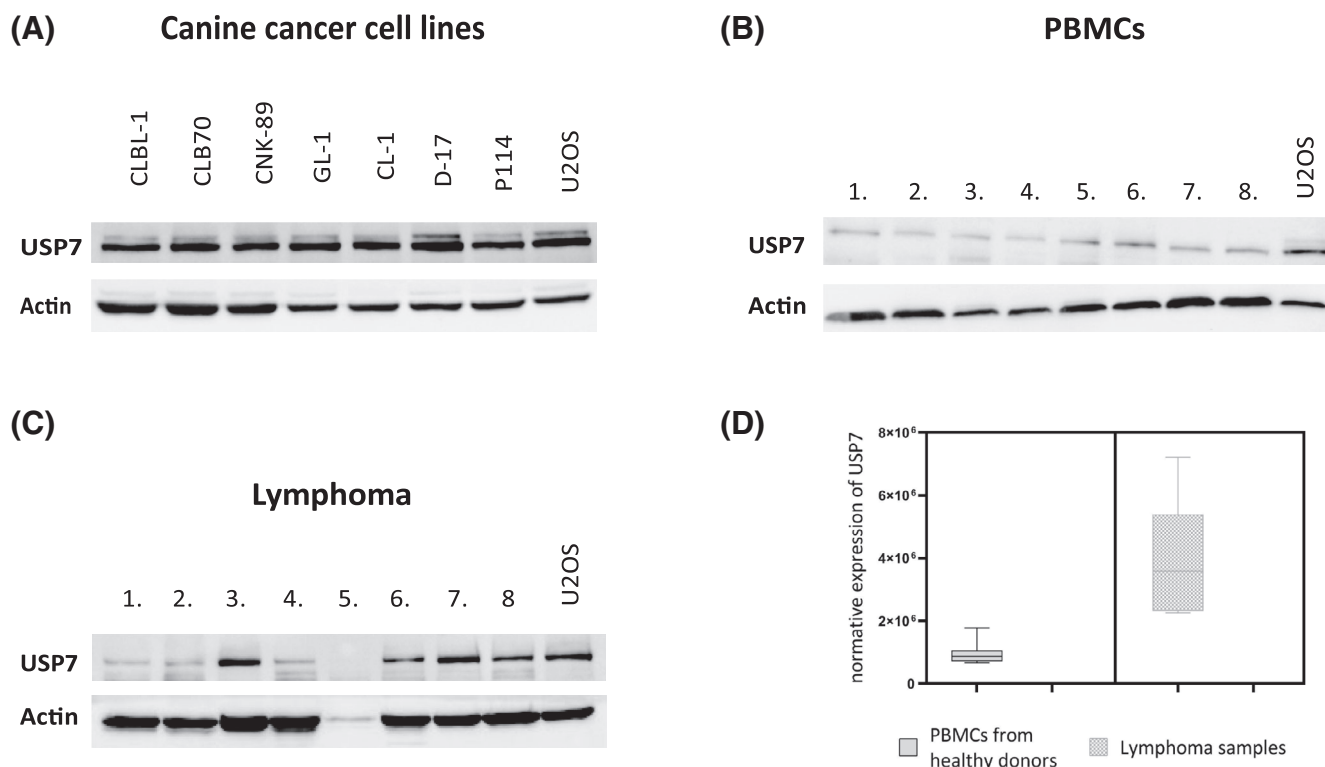 (A) Canine cancer cell lines
CLBL-1 CLB70 CNK-89 GL-1 CL-1 D-17 P114 U2OS
USP7
Actin
(B) PBMCs
1. 2. 3. 4. 5. 6. 7. 8. U2OS
USP7
Actin
(C)
Lymphoma
1. 2. 3. 4. 5. 6. 7. 8 U2OS
USP7
Actin
(D)
normative expression of USP7
8×10⁶
6×10⁶
4×10⁶
2×10⁶
0
PBMCs from
healthy donors
Lymphoma samples